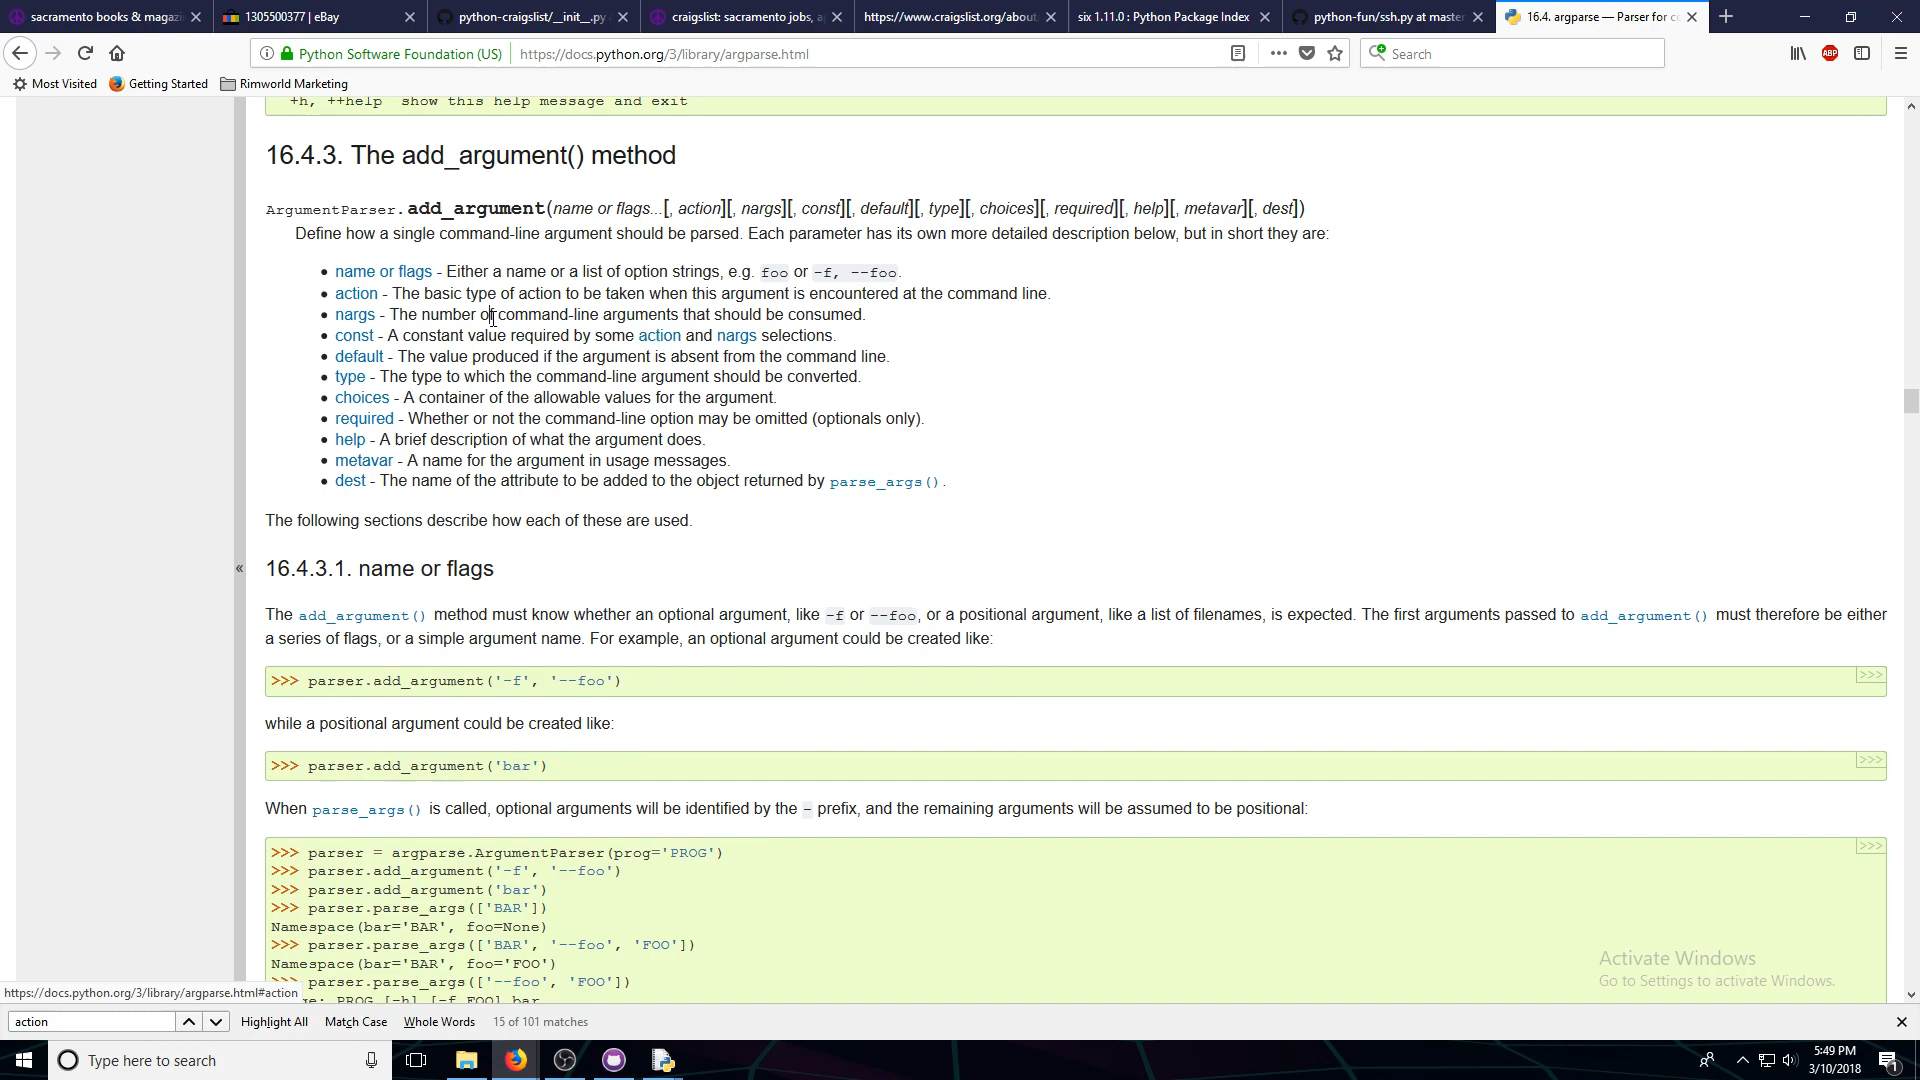 sacramento books & magazi
1305500377 | eBay
python-craigslist/__init__.py
craigslist: sacramento jobs, a
https://www.craigslist.org/about
six 1.11.0 : Python Package Index
python-fun/ssh.py at master
16.4. argparse — Parser for co
Python Software Foundation (US)
https://docs.python.org/3/library/argparse.html
Search
ABP
Most Visited
Getting Started
Rimworld Marketing
+h, ++help  show this help message and exit
16.4.3. The add_argument() method
ArgumentParser.add_argument(name or flags...[, action][, nargs][, const][, default][, type][, choices][, required][, help][, metavar][, dest])
Define how a single command-line argument should be parsed. Each parameter has its own more detailed description below, but in short they are:
• name or flags - Either a name or a list of option strings, e.g. foo or -f, --foo.
• action - The basic type of action to be taken when this argument is encountered at the command line.
• nargs - The number of command-line arguments that should be consumed.
• const - A constant value required by some action and nargs selections.
• default - The value produced if the argument is absent from the command line.
• type - The type to which the command-line argument should be converted.
• choices - A container of the allowable values for the argument.
• required - Whether or not the command-line option may be omitted (optionals only).
• help - A brief description of what the argument does.
• metavar - A name for the argument in usage messages.
• dest - The name of the attribute to be added to the object returned by parse_args().
The following sections describe how each of these are used.
«
16.4.3.1. name or flags
The add_argument() method must know whether an optional argument, like -f or --foo, or a positional argument, like a list of filenames, is expected. The first arguments passed to add_argument() must therefore be either
a series of flags, or a simple argument name. For example, an optional argument could be created like:
>>> parser.add_argument('-f', '--foo')
>>>
while a positional argument could be created like:
>>> parser.add_argument('bar')
>>>
When parse_args() is called, optional arguments will be identified by the - prefix, and the remaining arguments will be assumed to be positional:
>>> parser = argparse.ArgumentParser(prog='PROG')
>>>
>>> parser.add_argument('-f', '--foo')
>>> parser.add_argument('bar')
>>> parser.parse_args(['BAR'])
Namespace(bar='BAR', foo=None)
>>> parser.parse_args(['BAR', '--foo', 'FOO'])
Namespace(bar='BAR', foo='FOO')
>>> parser.parse_args(['--foo', 'FOO'])
PROG [-h] [-f FOO] bar
Activate Windows
Go to Settings to activate Windows.
https://docs.python.org/3/library/argparse.html#action
action
Highlight All
Match Case
Whole Words
15 of 101 matches
Type here to search
5:49 PM
3/10/2018
1